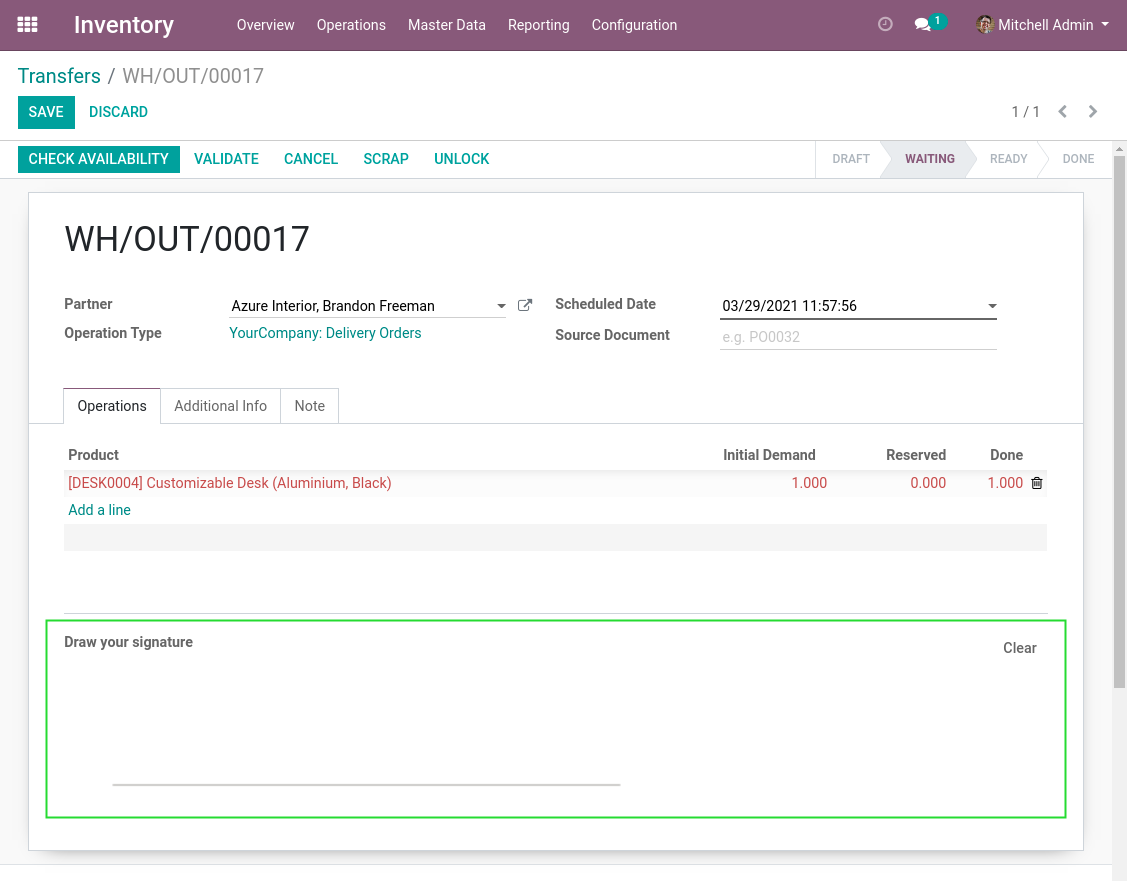 Inventory Overview Operations Master Data Reporting Configuration 1 Mitchell Admin
Transfers / WH/OUT/00017
SAVE DISCARD 1 / 1
CHECK AVAILABILITY VALIDATE CANCEL SCRAP UNLOCK DRAFT WAITING READY DONE
WH/OUT/00017
Partner Azure Interior, Brandon Freeman Scheduled Date 03/29/2021 11:57:56
Operation Type YourCompany: Delivery Orders Source Document e.g. PO0032
Operations Additional Info Note
Product Initial Demand Reserved Done
[DESK0004] Customizable Desk (Aluminium, Black) 1.000 0.000 1.000
Add a line
Draw your signature
Clear